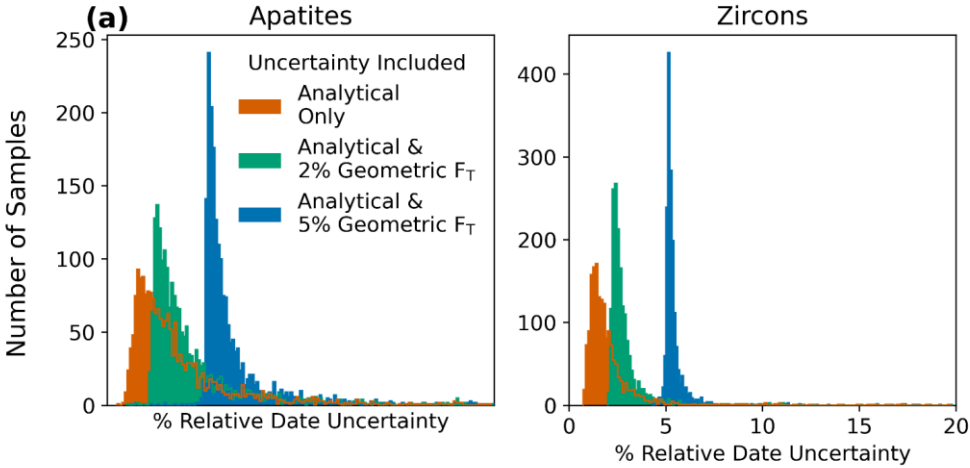 (a)
Apatites
Zircons
Number of Samples
250
200
150
100
50
0
Uncertainty Included
Analytical
Only
Analytical &
2% Geometric F_T
Analytical &
5% Geometric F_T
% Relative Date Uncertainty
400
300
200
100
0
0 5 10 15 20
% Relative Date Uncertainty